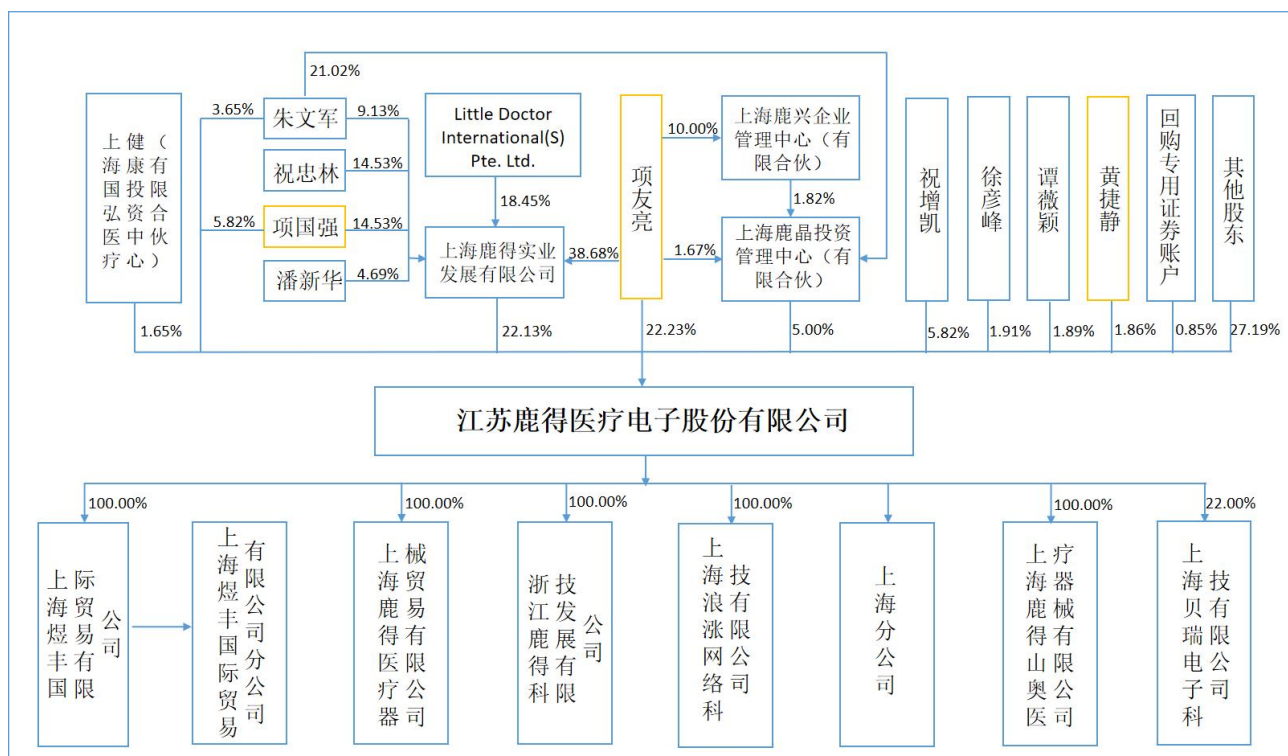 21.02%
3.65%
朱文军
9.13%
祝忠林
14.53%
5.82%
项国强
14.53%
潘新华
4.69%
上海国弘医疗
健康投资中心
（有限合伙）
1.65%
Little Doctor
International(S)
Pte. Ltd.
18.45%
上海鹿得实业
发展有限公司
38.68%
22.13%
项友亮
10.00%
1.67%
22.23%
上海鹿兴企业
管理中心（有
限合伙）
1.82%
上海鹿晶投资
管理中心（有
限合伙）
5.00%
祝增凯
5.82%
徐彦峰
1.91%
谭薇颖
1.89%
黄捷静
1.86%
回购专用证券账户
0.85%
其他股东
27.19%
江苏鹿得医疗电子股份有限公司
100.00%
上海煜丰国
际贸易有限
公司
上海煜丰国际贸易
有限公司分公司
100.00%
上海鹿得医疗器
械贸易有限公司
100.00%
浙江鹿得科
技发展有限
公司
100.00%
上海浪涨网络科
技有限公司
上海分公司
100.00%
上海鹿得山奥医
疗器械有限公司
22.00%
上海贝瑞电子科
技有限公司